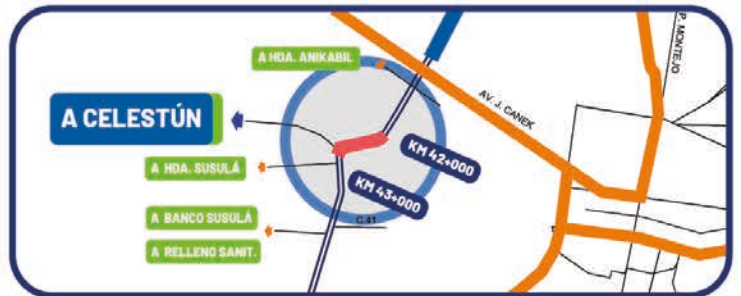 A HDA. ANIKABIL
P. MONTEJO
AV. J. CANEK
A CELESTÚN
KM 42+000
A HDA. SUSULÁ
KM 43+000
A BANCO SUSULÁ
C.41
A RELLENO SANIT.